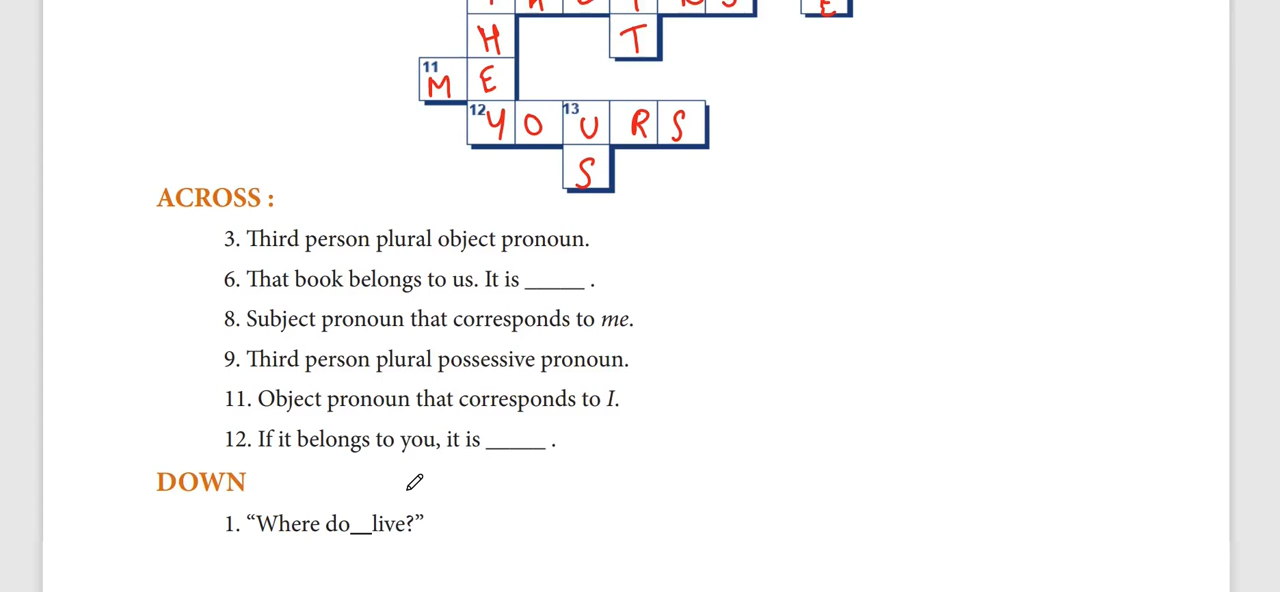 H T
11
M E
12 Y O 13 U R S
S
ACROSS :
3. Third person plural object pronoun.
6. That book belongs to us. It is _____ .
8. Subject pronoun that corresponds to me.
9. Third person plural possessive pronoun.
11. Object pronoun that corresponds to I.
12. If it belongs to you, it is _____ .
DOWN
1. “Where do__live?”